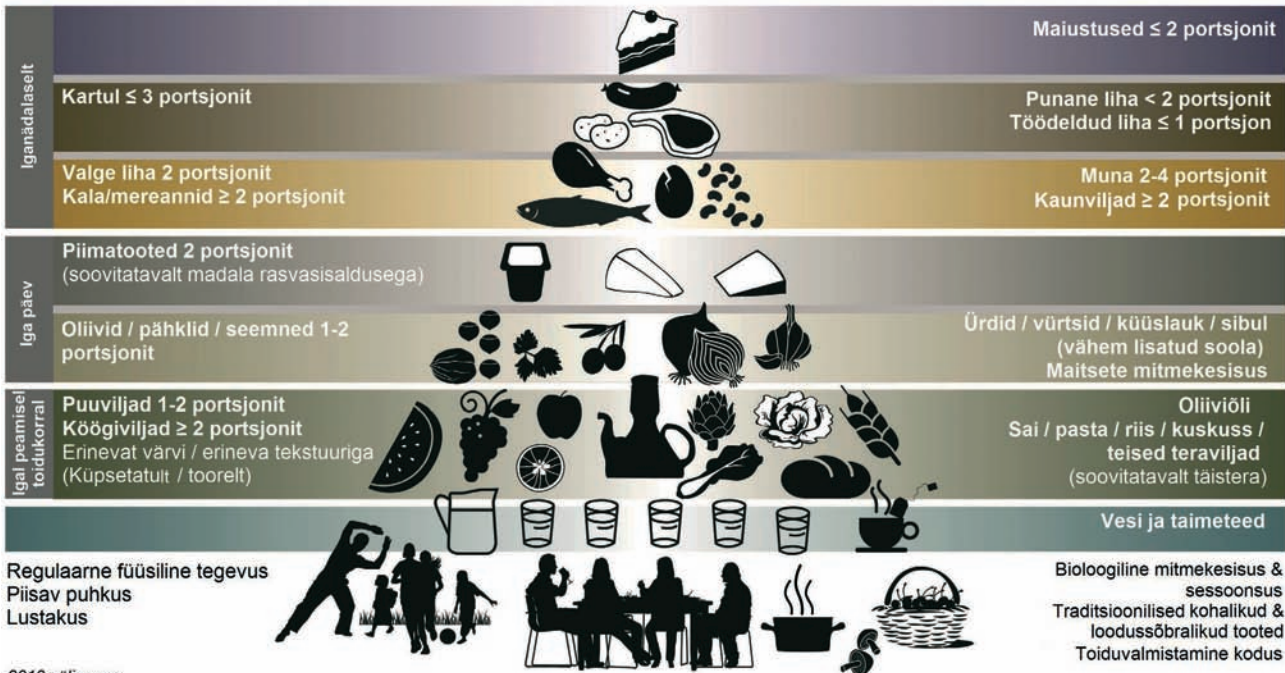 Iganädalaselt
Maiustused ≤ 2 portsjonit
Kartul ≤ 3 portsjonit
Punane liha < 2 portsjonit
Töödeldud liha ≤ 1 portsjon
Valge liha 2 portsjonit
Kala/mereannid ≥ 2 portsjonit
Muna 2-4 portsjonit
Kaunviljad ≥ 2 portsjonit
Iga päev
Piimatooted 2 portsjonit
(soovitatavalt madala rasvasisaldusega)
Oliivid / pähklid / seemned 1-2
portsjonit
Ürdid / vürtsid / küüslauk / sibul
(vähem lisatud soola)
Maitsete mitmekesisus
Igal peamisel
toidukorral
Puuviljad 1-2 portsjonit
Köögiviljad ≥ 2 portsjonit
Erinevat värvi / erineva tekstuuriga
(Küpsetatult / toorelt)
Oliiviõli
Sai / pasta / riis / kuskuss /
teised teraviljad
(soovitatavalt täistera)
Vesi ja taimeteed
Regulaarne füüsiline tegevus
Piisav puhkus
Lustakus
Bioloogiline mitmekesisus &
sessoonsus
Traditsioonilised kohalikud &
loodussõbralikud tooted
Toiduvalmistamine kodus